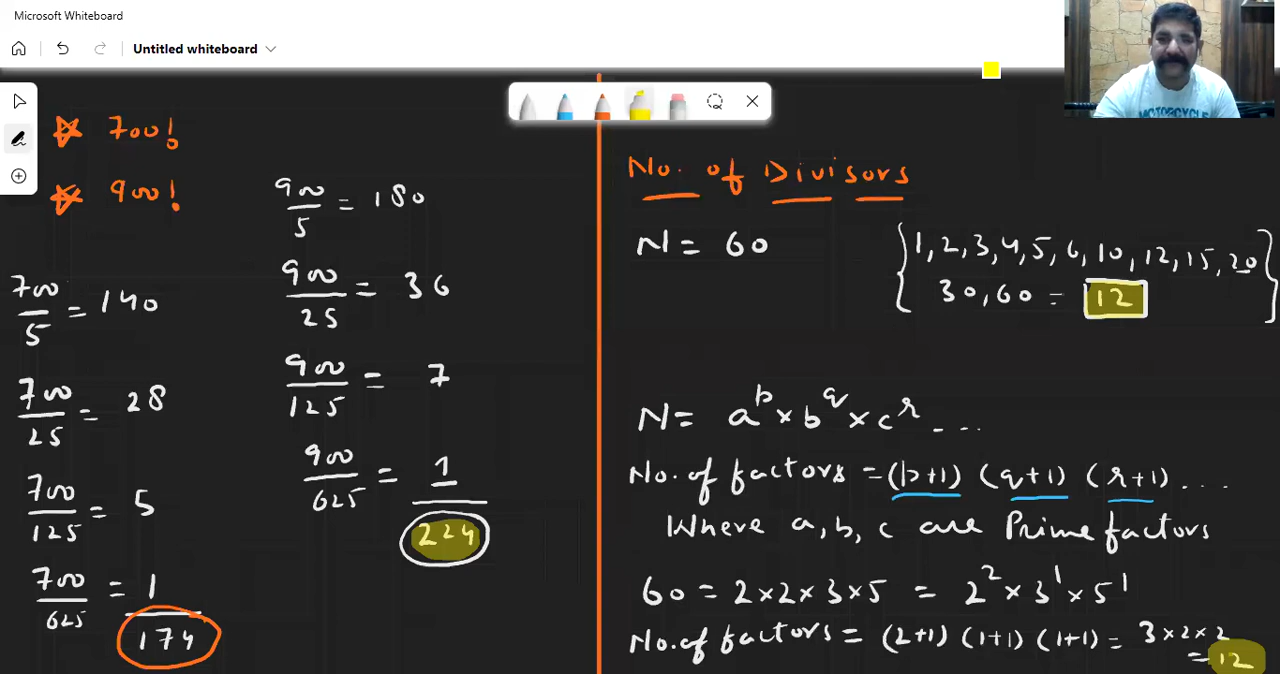 Microsoft Whiteboard
Untitled whiteboard
MOTORCYCLE
700!
900!
700/5 = 140
700/25 = 28
700/125 = 5
700/625 = 1
174
900/5 = 180
900/25 = 36
900/125 = 7
900/625 = 1
224
No. of Divisors
N = 60
{1, 2, 3, 4, 5, 6, 10, 12, 15, 20
30, 60 = 12}
N = a^p × b^q × c^r ...
No. of factors = (p+1) (q+1) (r+1) ...
Where a, b, c are Prime factors
60 = 2×2×3×5 = 2^2 × 3^1 × 5^1
No. of factors = (2+1) (1+1) (1+1) = 3×2×2
= 12